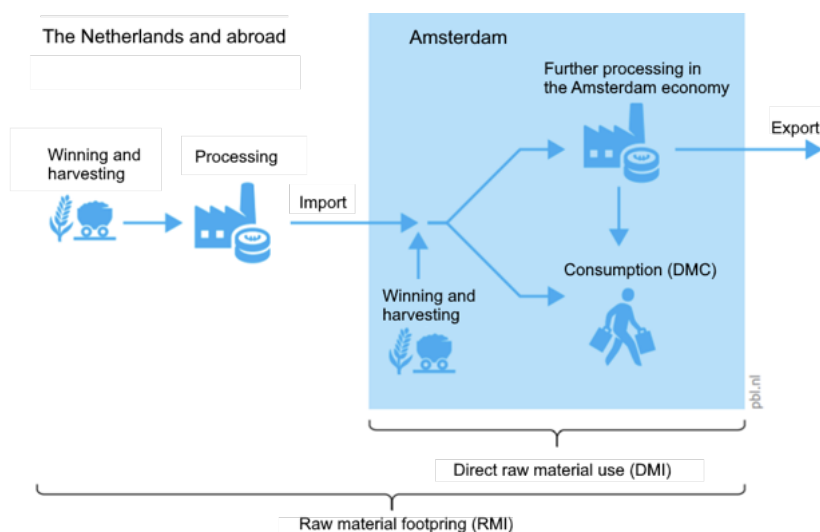 The Netherlands and abroad
Amsterdam
Further processing in
the Amsterdam economy
Export
Winning and
harvesting
Processing
Import
Consumption (DMC)
Winning and
harvesting
pbl.nl
Direct raw material use (DMI)
Raw material footpring (RMI)